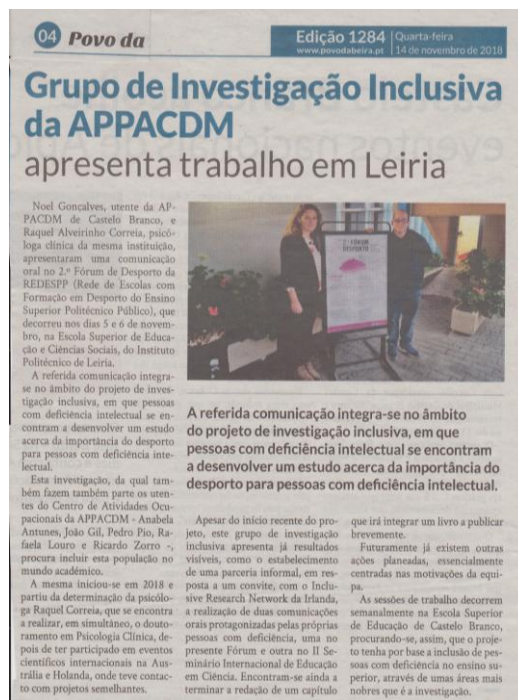 04 Povo da
Edição 1284 Quarta-feira
www.povodabeira.pt 14 de novembro de 2018
Grupo de Investigação Inclusiva
da APPACDM
apresenta trabalho em Leiria
Noel Gonçalves, utente da AP-
PACDM de Castelo Branco, e
Raquel Alveirinho Correia, psicó-
loga clínica da mesma instituição,
apresentaram uma comunicação
oral no 2.º Fórum de Desporto da
REDESPP (Rede de Escolas com
Formação em Desporto do Ensino
Superior Politécnico Público), que
decorreu nos dias 5 e 6 de novem-
bro, na Escola Superior de Educa-
ção e Ciências Sociais, do Instituto
Politécnico de Leiria.
A referida comunicação integra-
se no âmbito do projeto de inves-
tigação inclusiva, em que pessoas
com deficiência intelectual se en-
contram a desenvolver um estudo
acerca da importância do desporto
para pessoas com deficiência inte-
lectual.
Esta investigação, da qual tam-
bém fazem também parte os uten-
tes do Centro de Atividades Ocu-
pacionais da APPACDM - Anabela
Antunes, João Gil, Pedro Pio, Ra-
faela Louro e Ricardo Zorro -,
procura incluir esta população no
mundo académico.
A mesma iniciou-se em 2018 e
partiu da determinação da psicólo-
ga Raquel Correia, que se encontra
a realizar, em simultâneo, o douto-
ramento em Psicologia Clínica, de-
pois de ter participado em eventos
científicos internacionais na Aus-
trália e Holanda, onde teve contac-
to com projetos semelhantes.
FÓRUM
DESPORTO
A referida comunicação integra-se no âmbito
do projeto de investigação inclusiva, em que
pessoas com deficiência intelectual se encontram
a desenvolver um estudo acerca da importância do
desporto para pessoas com deficiência intelectual.
Apesar do início recente do pro-
jeto, este grupo de investigação
inclusiva apresenta já resultados
visíveis, como o estabelecimento
de uma parceria informal, em res-
posta a um convite, com o Inclu-
sive Research Network da Irlanda,
a realização de duas comunicações
orais protagonizadas pelas próprias
pessoas com deficiência, uma no
presente Fórum e outra no II Se-
minário Internacional de Educação
em Ciência. Encontram-se ainda a
terminar a redação de um capítulo
que irá integrar um livro a publicar
brevemente.
Futuramente já existem outras
ações planeadas, essencialmente
centradas nas motivações da equi-
pa.
As sessões de trabalho decorrem
semanalmente na Escola Superior
de Educação de Castelo Branco,
procurando-se, assim, que o proje-
to tenha por base a inclusão de pes-
soas com deficiência no ensino su-
perior, através de umas áreas mais
nobres que é a investigação.